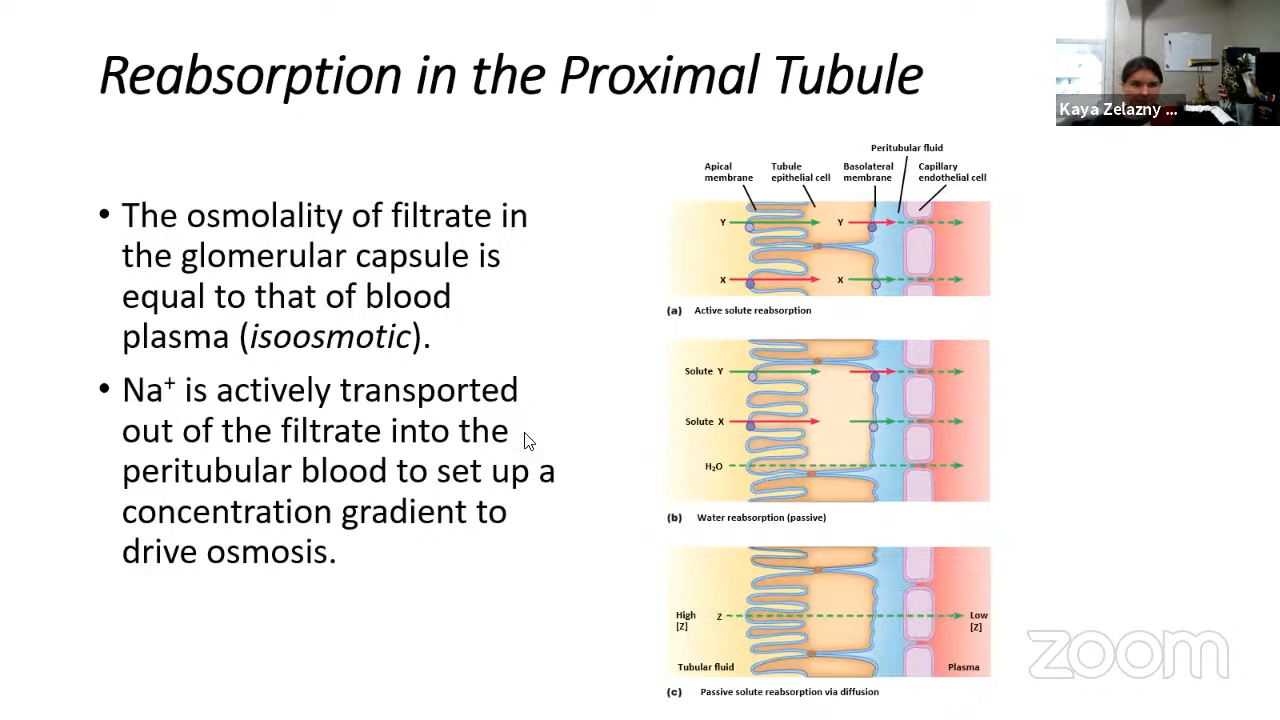 Reabsorption in the Proximal Tubule
Kaya Zelazny ...
• The osmolality of filtrate in
the glomerular capsule is
equal to that of blood
plasma (isoosmotic).
• Na⁺ is actively transported
out of the filtrate into the
peritubular blood to set up a
concentration gradient to
drive osmosis.
Peritubular fluid
Apical membrane
Tubule epithelial cell
Basolateral membrane
Capillary endothelial cell
Y Y
X X
(a) Active solute reabsorption
Solute Y
Solute X
H₂O
(b) Water reabsorption (passive)
High [Z]
Z
Low [Z]
Tubular fluid
Plasma
(c) Passive solute reabsorption via diffusion
zoom